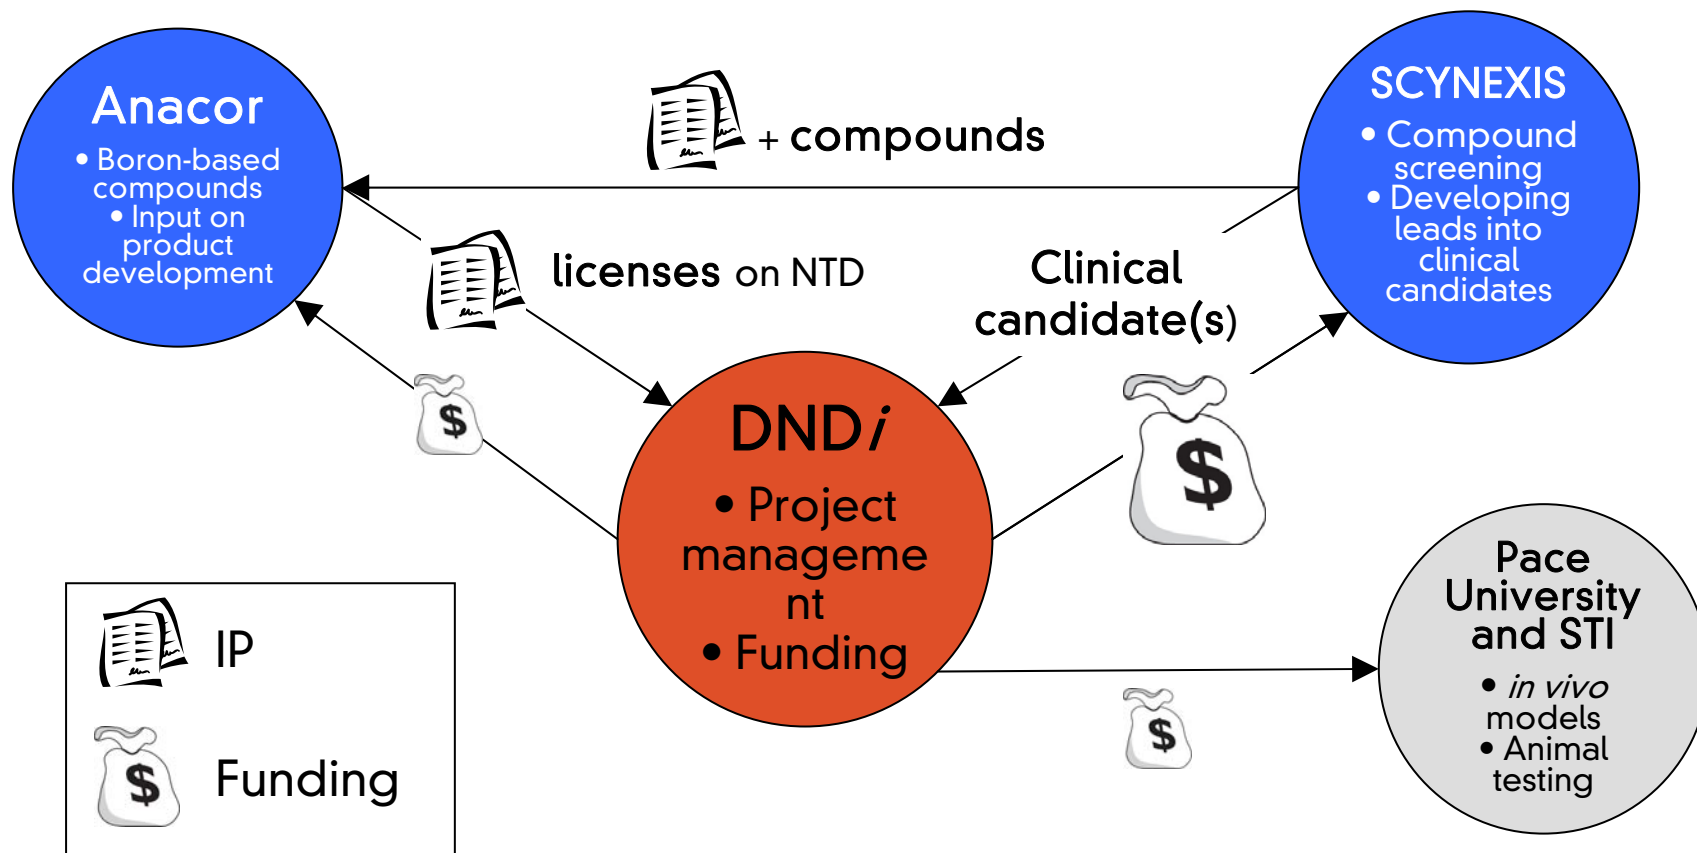 Anacor
• Boron-based
compounds
• Input on
product
development
+ compounds
SCYNEXIS
• Compound
screening
• Developing
leads into
clinical
candidates
licenses on NTD
Clinical
candidate(s)
$
$
DNDi
• Project
manageme
nt
• Funding
Pace
University
and STI
• in vivo
models
• Animal
testing
$
IP
$ Funding